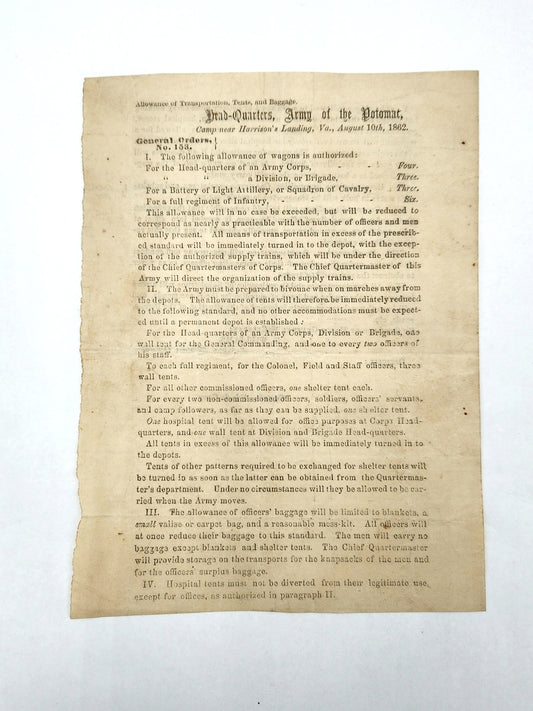 Allowance of Transportation, Tents, and Baggage.
Head-Quarters, Army of the Potomac,
Camp near Harrison's Landing, Va., August 10th, 1862.
General Orders,
No. 153.
I. The following allowance of wagons is authorized:
For the Head-quarters of an Army Corps, - Four.
" " a Division, or Brigade, Three.
For a Battery of Light Artillery, or Squadron of Cavalry, - Three.
For a full regiment of Infantry, - - - - Six.
This allowance will in no case be exceeded, but will be reduced to
correspond as nearly as practicable with the number of officers and men
actually present. All means of transportation in excess of the prescrib-
ed standard will be immediately turned in to the depot, with the excep-
tion of the authorized supply trains, which will be under the direction
of the Chief Quartermasters of Corps. The Chief Quartermaster of this
Army will direct the organization of the supply trains.
II. The Army must be prepared to bivouac when on marches away from
the depots. The allowance of tents will therefore be immediately reduced
to the following standard, and no other accommodations must be expect-
ed until a permanent depot is established:
For the Head-quarters of an Army Corps, Division or Brigade, one
wall tent for the General Commanding, and one to every two officers of
his staff.
To each full regiment, for the Colonel, Field and Staff officers, three
wall tents.
For all other commissioned officers, one shelter tent each.
For every two non-commissioned officers, soldiers, officers' servants,
and camp followers, as far as they can be supplied, one shelter tent.
One hospital tent will be allowed for office purposes at Corps Head-
quarters, and one wall tent at Division and Brigade Head-quarters.
All tents in excess of this allowance will be immediately turned in to
the depots.
Tents of other patterns required to be exchanged for shelter tents will
be turned in as soon as the latter can be obtained from the Quartermas-
ter's department. Under no circumstances will they be allowed to be car-
ried when the Army moves.
III. The allowance of officers' baggage will be limited to blankets, a
small valise or carpet bag, and a reasonable mess-kit. All officers will
at once reduce their baggage to this standard. The men will carry no
baggage except blankets and shelter tents. The Chief Quartermaster
will provide storage on the transports for the knapsacks of the men and
for the officers' surplus baggage.
IV. Hospital tents must not be diverted from their legitimate use,
except for offices, as authorized in paragraph II.